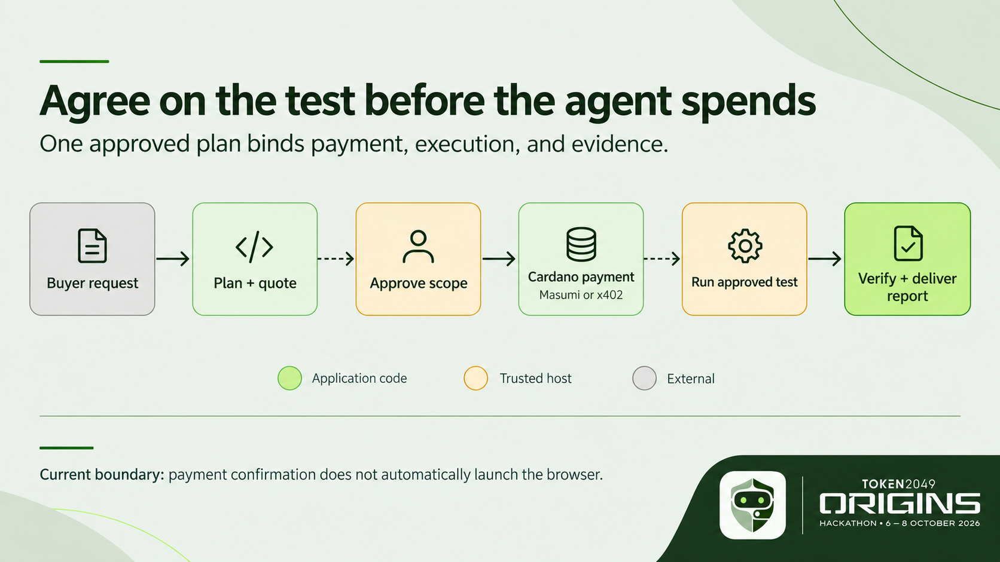 Agree on the test before the agent spends
One approved plan binds payment, execution, and evidence.
Buyer request
Plan + quote
Approve scope
Cardano payment
Masumi or x402
Run approved test
Verify + deliver
report
Application code
Trusted host
External
Current boundary: payment confirmation does not automatically launch the browser.
TOKEN2049
ORIGINS
HACKATHON • 6 – 8 OCTOBER 2026